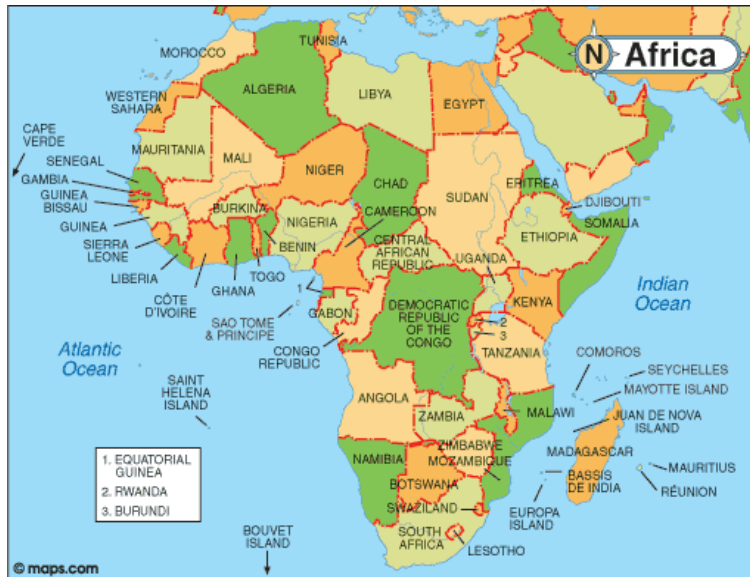 N Africa
MOROCCO
TUNISIA
ALGERIA
LIBYA
EGYPT
WESTERN
SAHARA
CAPE
VERDE
MAURITANIA
MALI
NIGER
CHAD
SUDAN
ERITREA
DJIBOUTI
SOMALIA
SENEGAL
GAMBIA
GUINEA
BISSAU
GUINEA
SIERRA
LEONE
LIBERIA
CÔTE
D'IVOIRE
BURKINA
GHANA
TOGO
BENIN
NIGERIA
CAMEROON
CENTRAL
AFRICAN
REPUBLIC
ETHIOPIA
UGANDA
KENYA
1
GABON
SAO TOME
& PRINCIPE
CONGO
REPUBLIC
DEMOCRATIC
REPUBLIC
OF THE
CONGO
2
3
TANZANIA
Indian
Ocean
Atlantic
Ocean
SAINT
HELENA
ISLAND
COMOROS
SEYCHELLES
MAYOTTE ISLAND
JUAN DE NOVA
ISLAND
ANGOLA
ZAMBIA
MALAWI
ZIMBABWE
MOZAMBIQUE
MADAGASCAR
BASSIS
DE INDIA
MAURITIUS
RÉUNION
EUROPA
ISLAND
NAMIBIA
BOTSWANA
SWAZILAND
SOUTH
AFRICA
LESOTHO
BOUVET
ISLAND
1. EQUATORIAL
GUINEA
2. RWANDA
3. BURUNDI
© maps.com